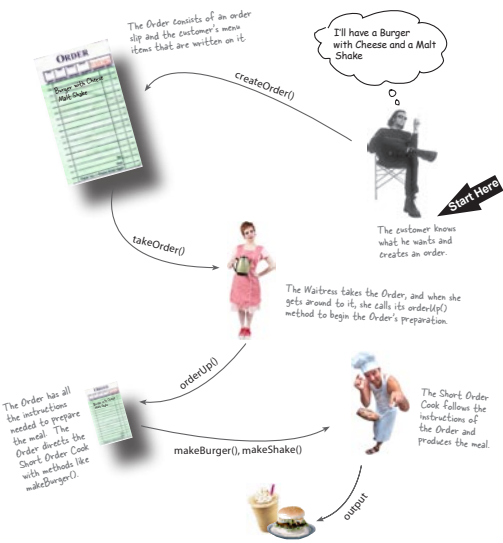 The Order consists of an order
slip and the customer's menu
items that are written on it.
I'll have a Burger
with Cheese and a Malt
Shake
ORDER
Burger with Cheese
Malt Shake
createOrder()
Start Here
The customer knows
what he wants and
creates an order.
takeOrder()
The Waitress takes the Order, and when she
gets around to it, she calls its orderUp()
method to begin the Order's preparation.
orderUp()
The Order has all
the instructions
needed to prepare
the meal. The
Order directs the
Short Order Cook
with methods like
makeBurger().
ORDER
makeBurger(), makeShake()
The Short Order
Cook follows the
instructions of
the Order and
produces the meal.
output